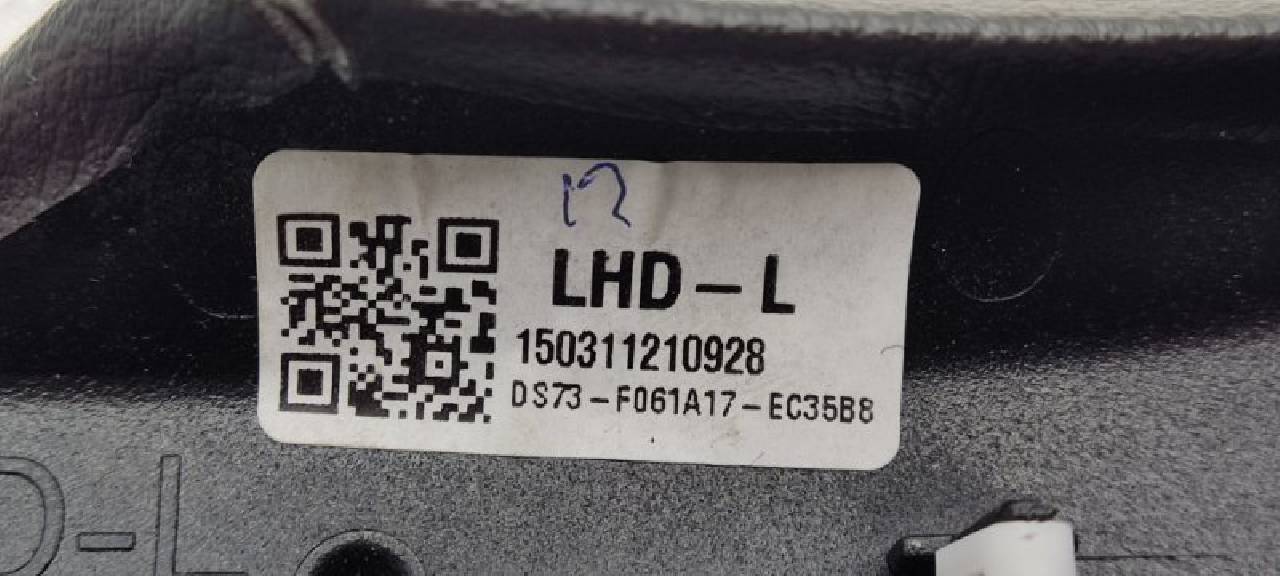 12
LHD-L
150311210928
DS73-F061A17-EC35B8
D-L